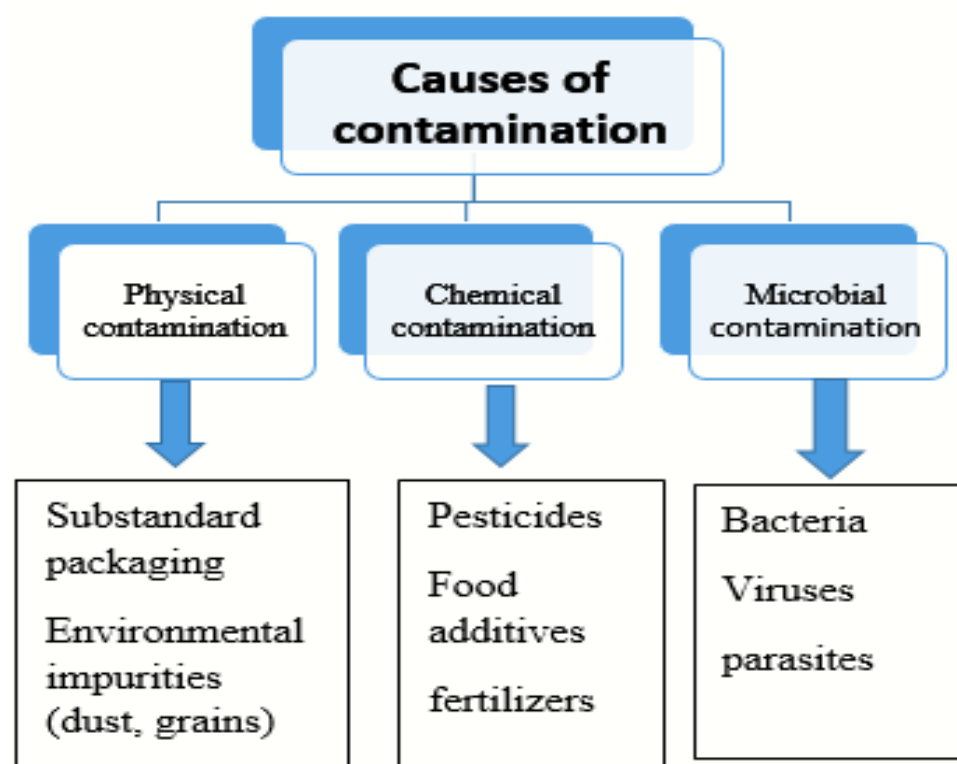 Causes of
contamination
Physical
contamination
Chemical
contamination
Microbial
contamination
Substandard
packaging
Environmental
impurities
(dust, grains)
Pesticides
Food
additives
fertilizers
Bacteria
Viruses
parasites